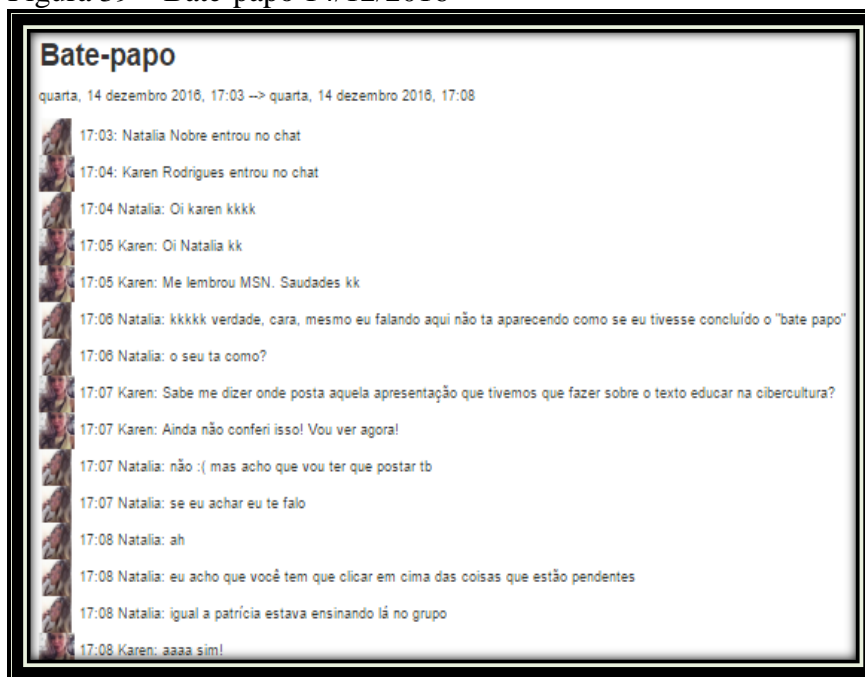 Bate-papo
quarta, 14 dezembro 2016, 17:03 --> quarta, 14 dezembro 2016, 17:08
17:03: Natalia Nobre entrou no chat
17:04: Karen Rodrigues entrou no chat
17:04 Natalia: Oi karen kkkk
17:05 Karen: Oi Natalia kk
17:05 Karen: Me lembrou MSN. Saudades kk
17:06 Natalia: kkkkk verdade, cara, mesmo eu falando aqui não ta aparecendo como se eu tivesse concluído o "bate papo"
17:06 Natalia: o seu ta como?
17:07 Karen: Sabe me dizer onde posta aquela apresentação que tivemos que fazer sobre o texto educar na cibercultura?
17:07 Karen: Ainda não conferi isso! Vou ver agora!
17:07 Natalia: não :( mas acho que vou ter que postar tb
17:07 Natalia: se eu achar eu te falo
17:08 Natalia: ah
17:08 Natalia: eu acho que você tem que clicar em cima das coisas que estão pendentes
17:08 Natalia: igual a patrícia estava ensinando lá no grupo
17:08 Karen: aaaa sim!